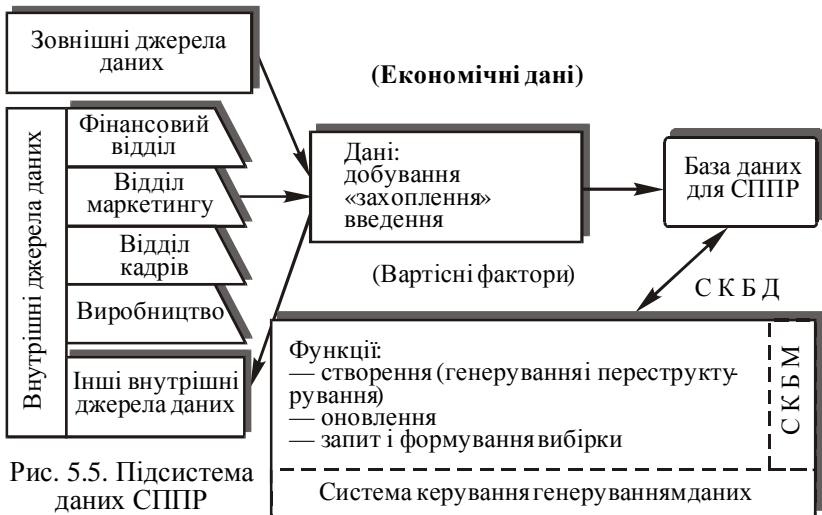 Зовнішні джерела
даних
(Економічні дані)
Внутрішні джерела даних
Фінансовий
відділ
Відділ
маркетингу
Відділ
кадрів
Виробництво
Інші внутрішні
джерела даних
Дані:
добування
«захоплення»
введення
(Вартісні фактори)
База даних
для СППР
С К Б Д
Функції:
— створення (генерування і переструкту-
рування)
— оновлення
— запит і формування вибірки
С К Б М
Система керування генеруванням даних
Рис. 5.5. Підсистема
даних СППР